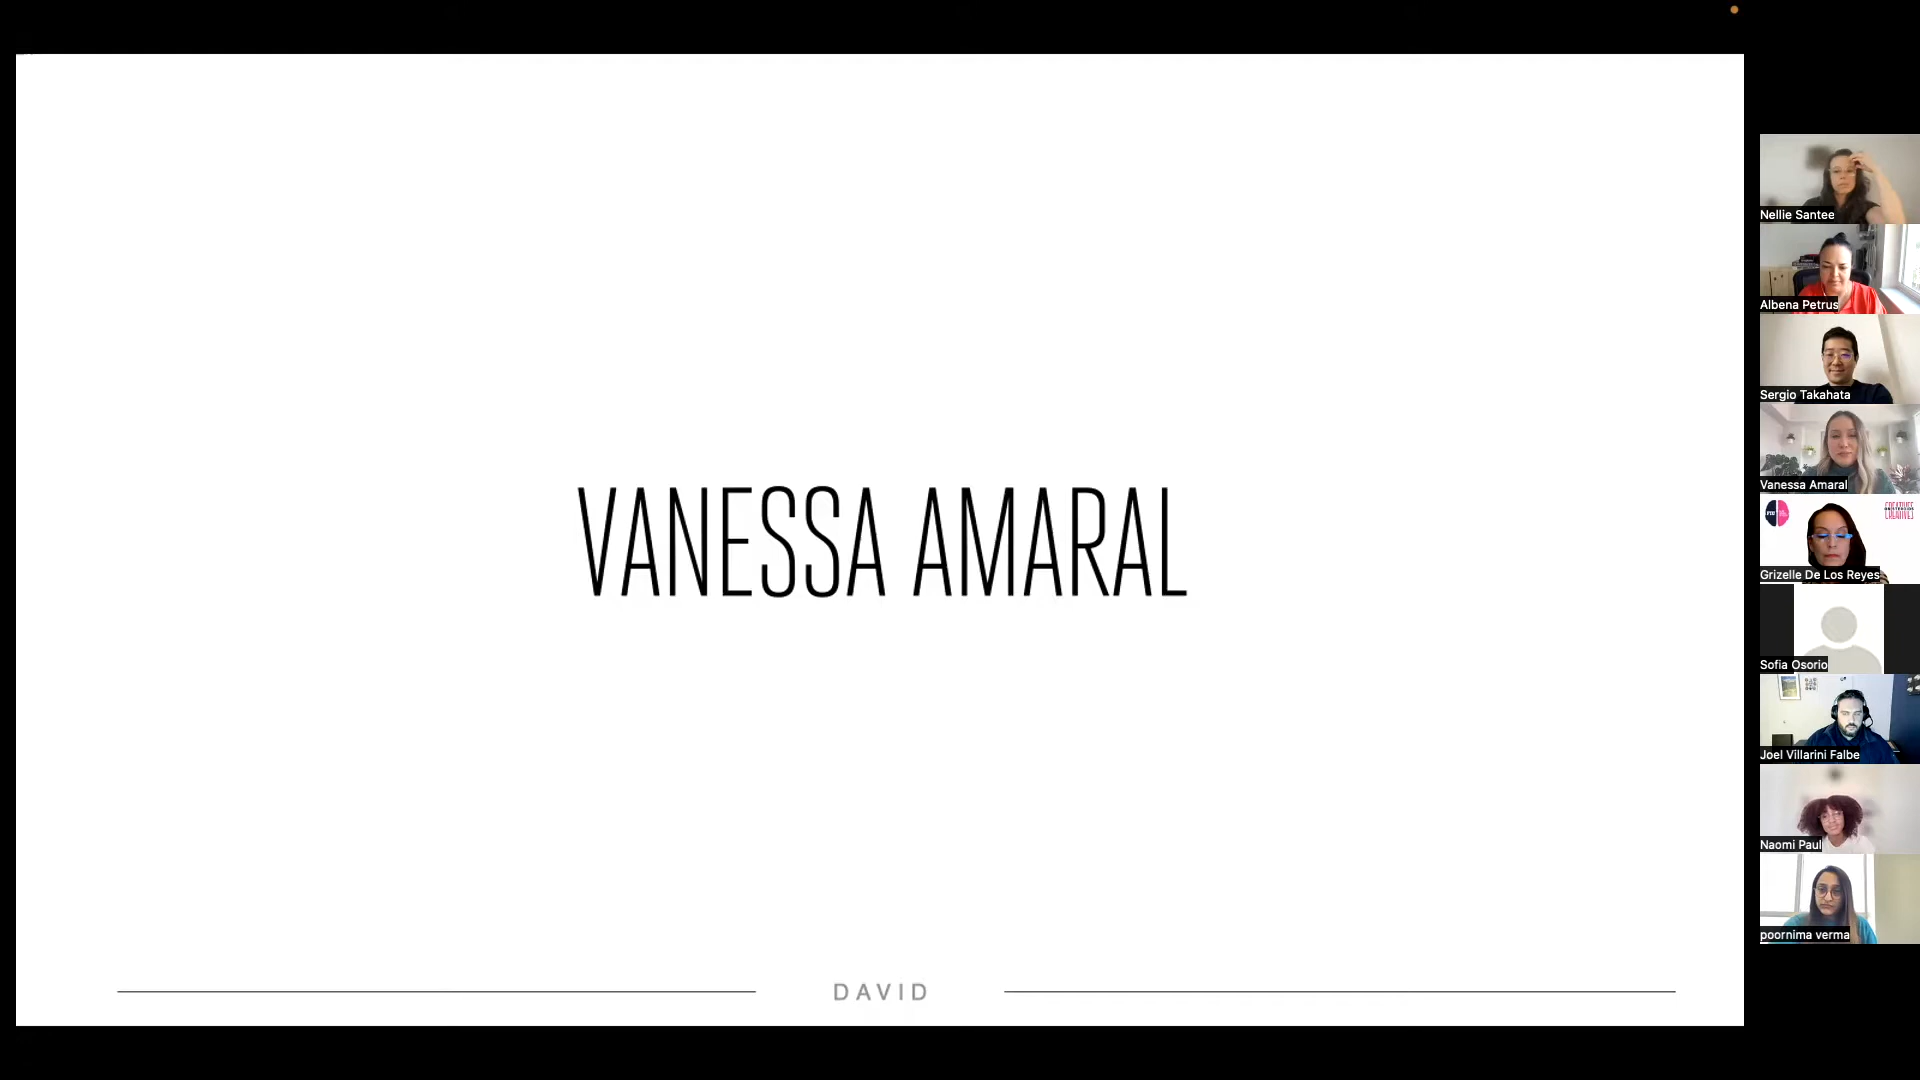 VANESSA AMARAL
DAVID
Nellie Santee
Albena Petrus
Sergio Takahata
Vanessa Amaral
Grizelle De Los Reyes
Sofia Osorio
Joel Villarini Falbe
Naomi Paul
poornima verma